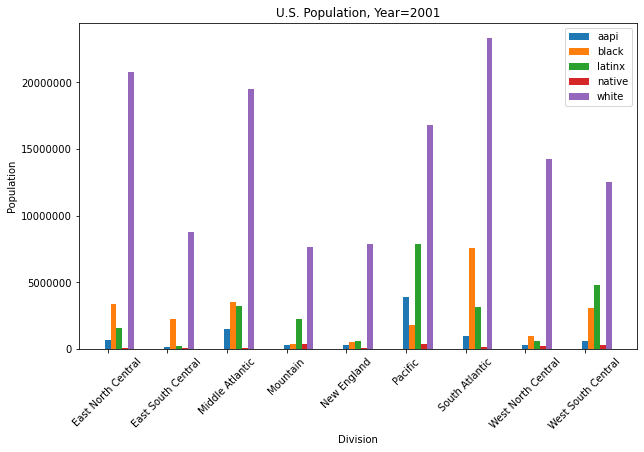 U.S. Population, Year=2001
aapi
black
latinx
native
white
Population
20000000
15000000
10000000
5000000
0
East North Central
East South Central
Middle Atlantic
Mountain
New England
Pacific
South Atlantic
West North Central
West South Central
Division